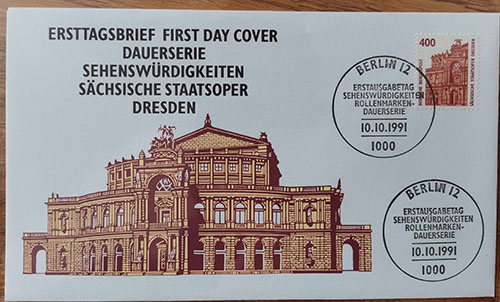 ERSTTAGSBRIEF FIRST DAY COVER
DAUERSERIE
SEHENSWÜRDIGKEITEN
SÄCHSISCHE STAATSOPER
DRESDEN
400
BERLIN 12
ERSTAUSGABETAG
SEHENSWÜRDIGKEITEN
ROLLENMARKEN-
DAUERSERIE
10.10.1991
1000
BERLIN 12
ERSTAUSGABETAG
SEHENSWÜRDIGKEITEN
ROLLENMARKEN-
DAUERSERIE
10.10.1991
1000